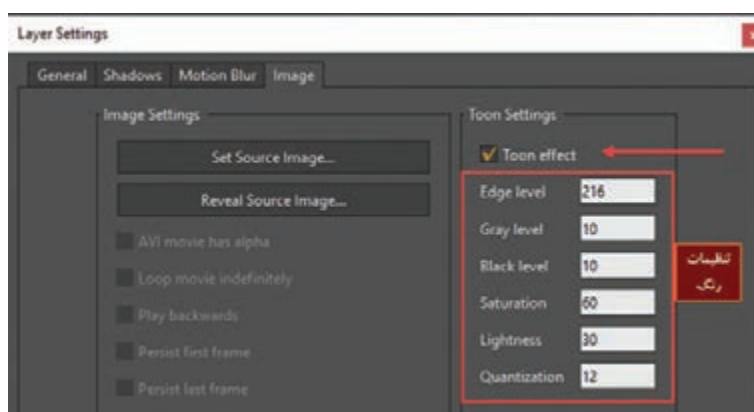 Layer Settings
x
General Shadows Motion Blur Image
Image Settings
Set Source Image...
Reveal Source Image...
AVI movie has alpha
Loop movie indefinitely
Play backwards
Persist first frame
Persist last frame
Toon Settings
Toon effect
Edge level 216
Gray level 10
Black level 10
Saturation 60
Lightness 30
Quantization 12
تنظیمات
رنگ